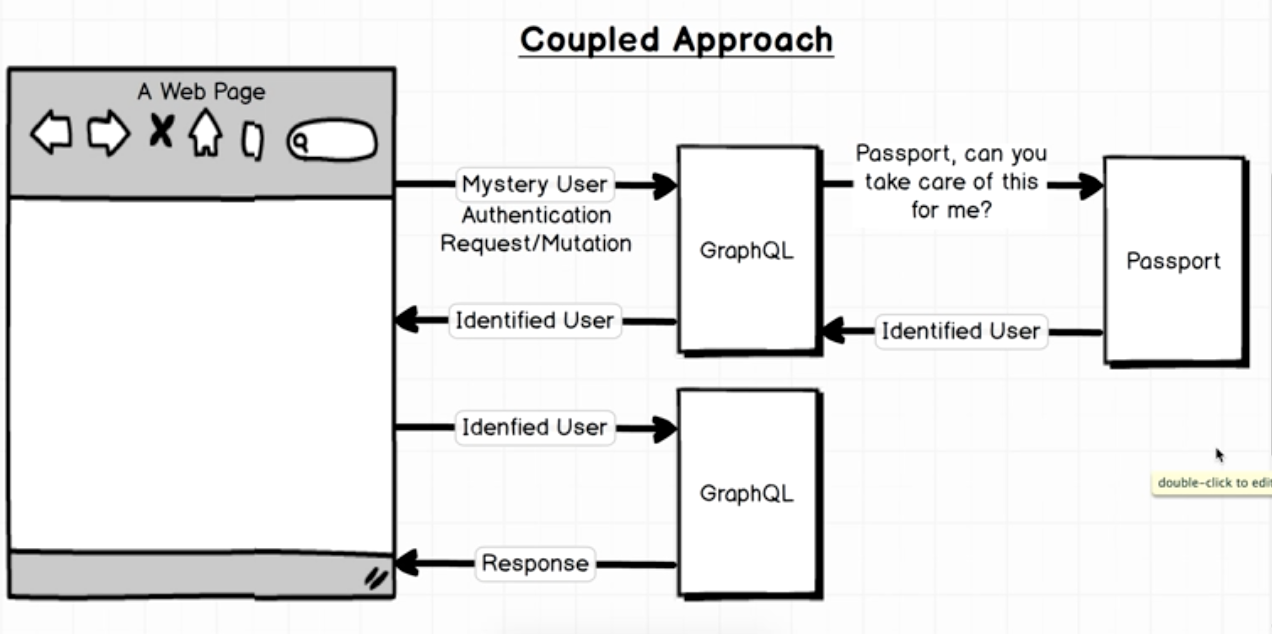 Coupled Approach
A Web Page
Mystery User
Authentication
Request/Mutation
GraphQL
Passport, can you
take care of this
for me?
Passport
Identified User
Identified User
Idenfied User
GraphQL
Response
double-click to edit